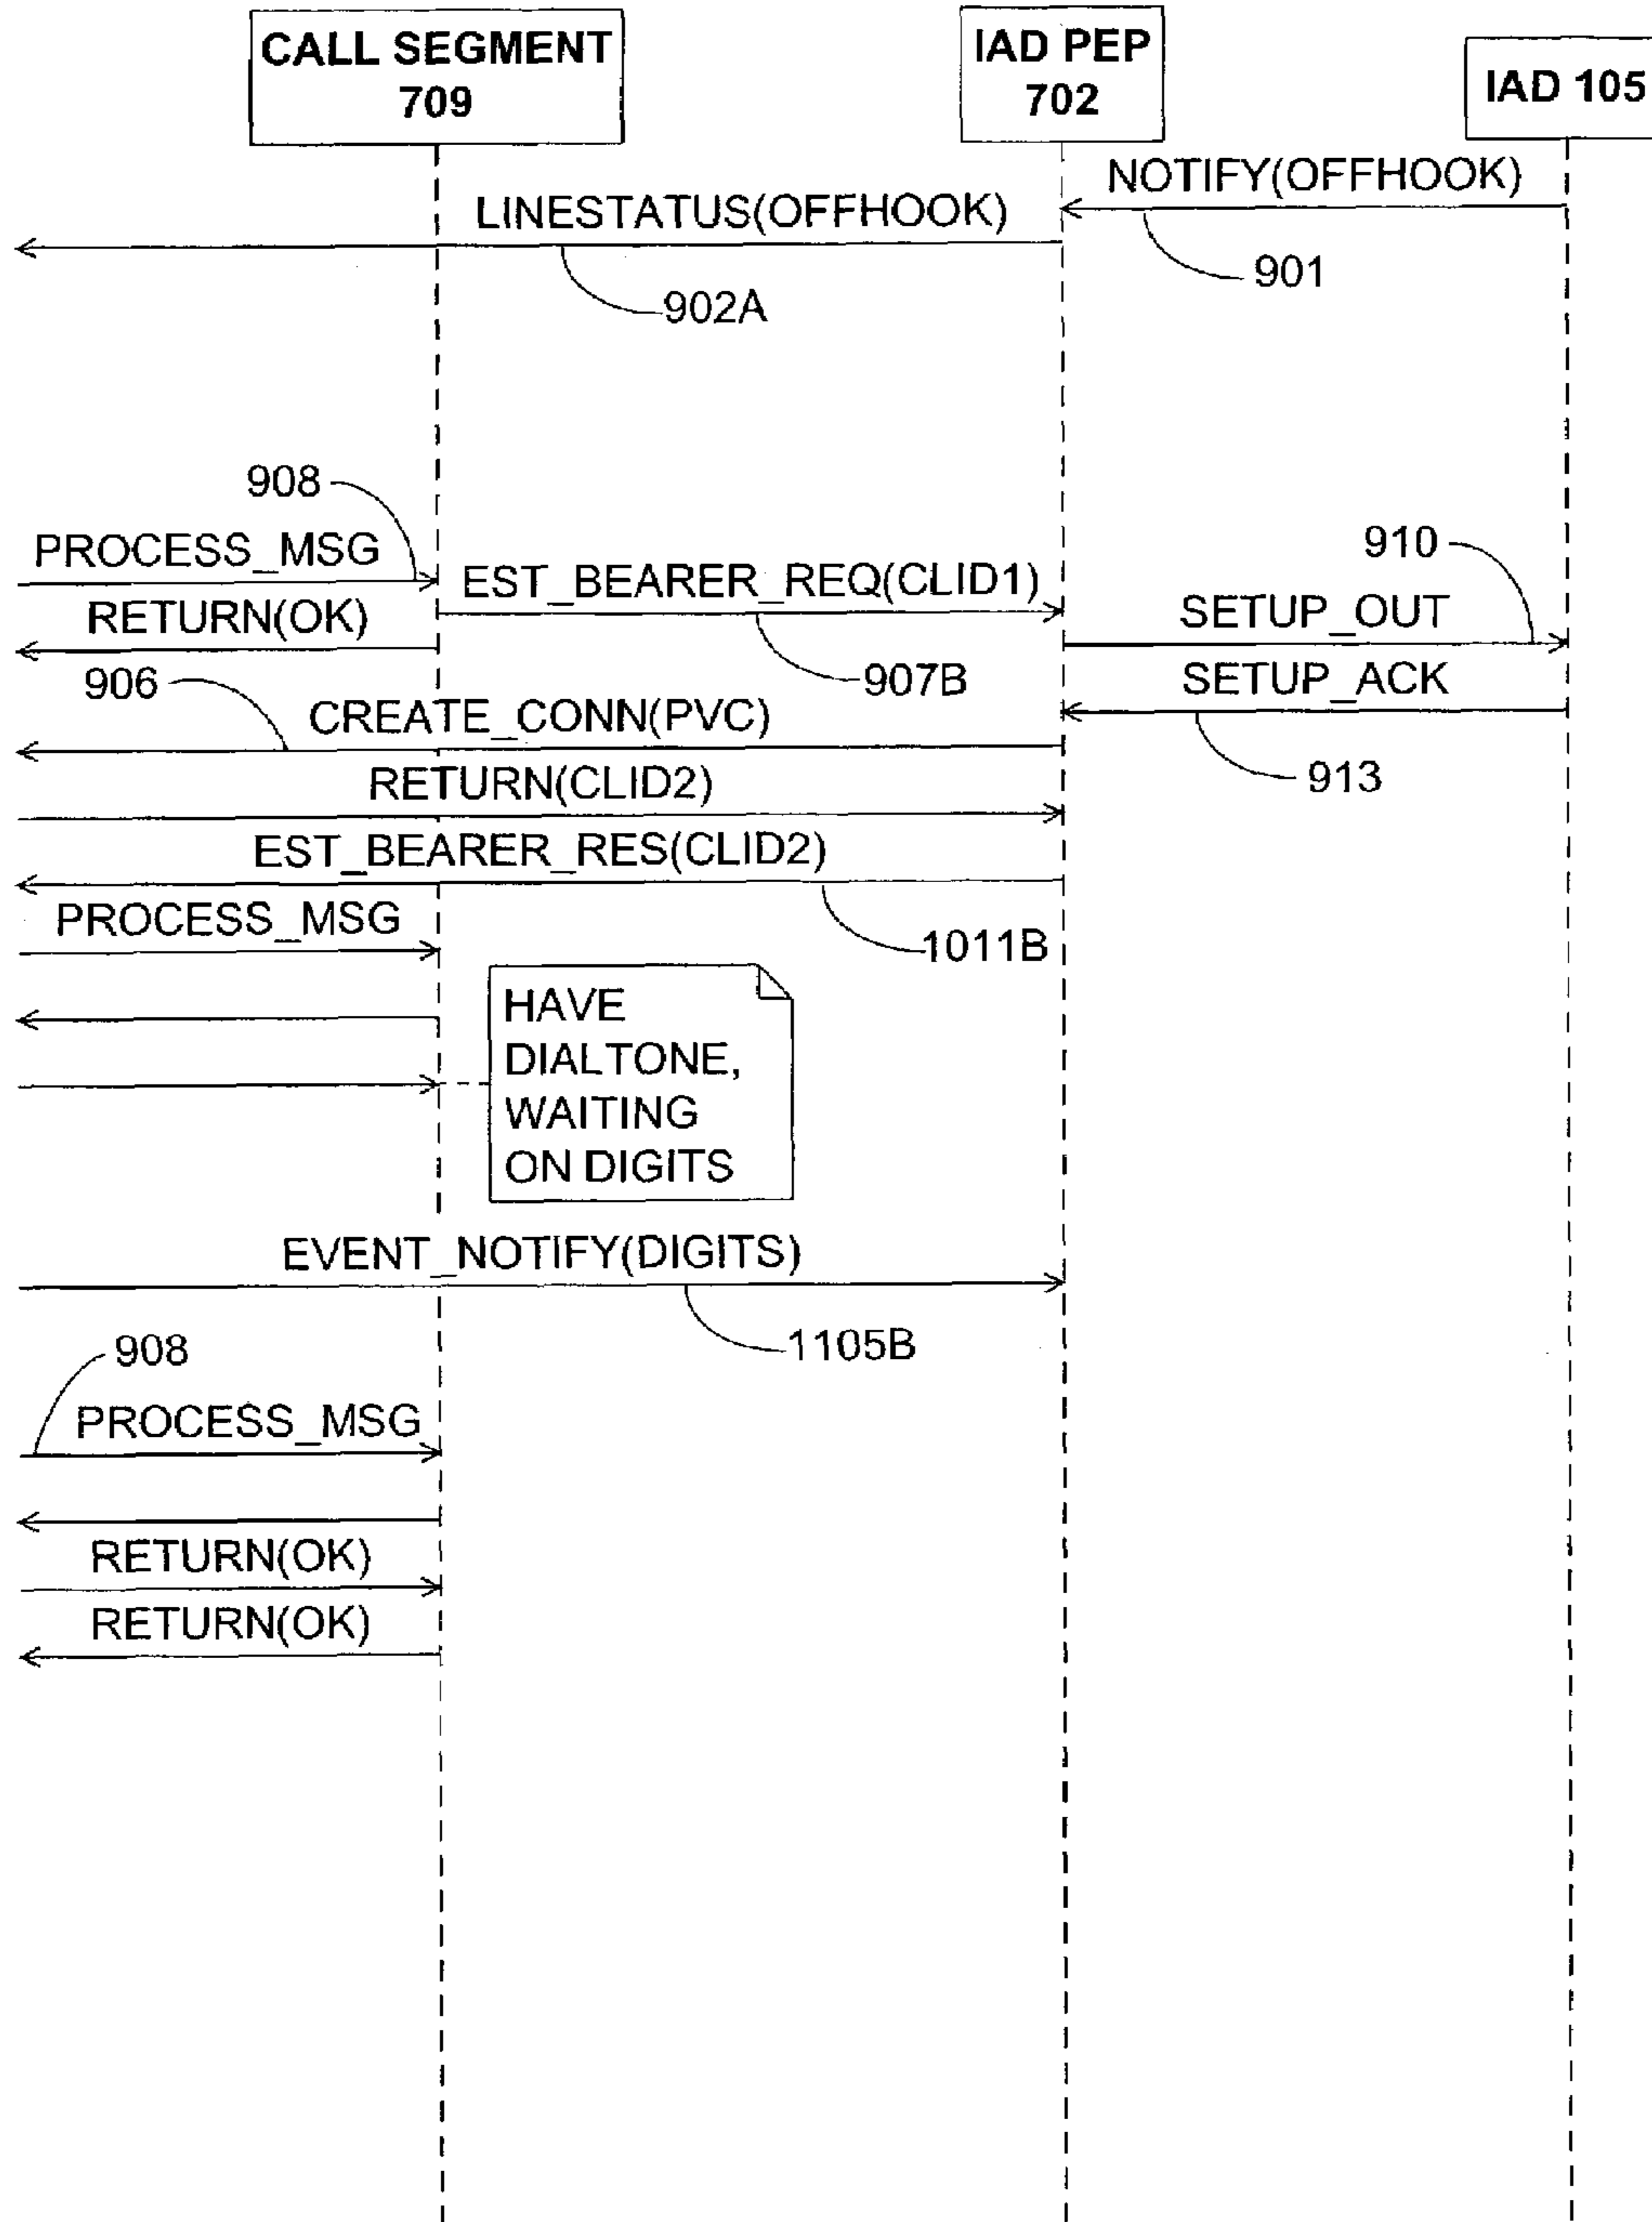 CALL SEGMENT
709
IAD PEP
702
IAD 105
NOTIFY(OFFHOOK)
901
LINESTATUS(OFFHOOK)
902A
908
PROCESS_MSG
EST_BEARER_REQ(CLID1)
907B
910
SETUP_OUT
RETURN(OK)
SETUP_ACK
913
906
CREATE_CONN(PVC)
RETURN(CLID2)
EST_BEARER_RES(CLID2)
1011B
PROCESS_MSG
HAVE
DIALTONE,
WAITING
ON DIGITS
EVENT_NOTIFY(DIGITS)
1105B
908
PROCESS_MSG
RETURN(OK)
RETURN(OK)